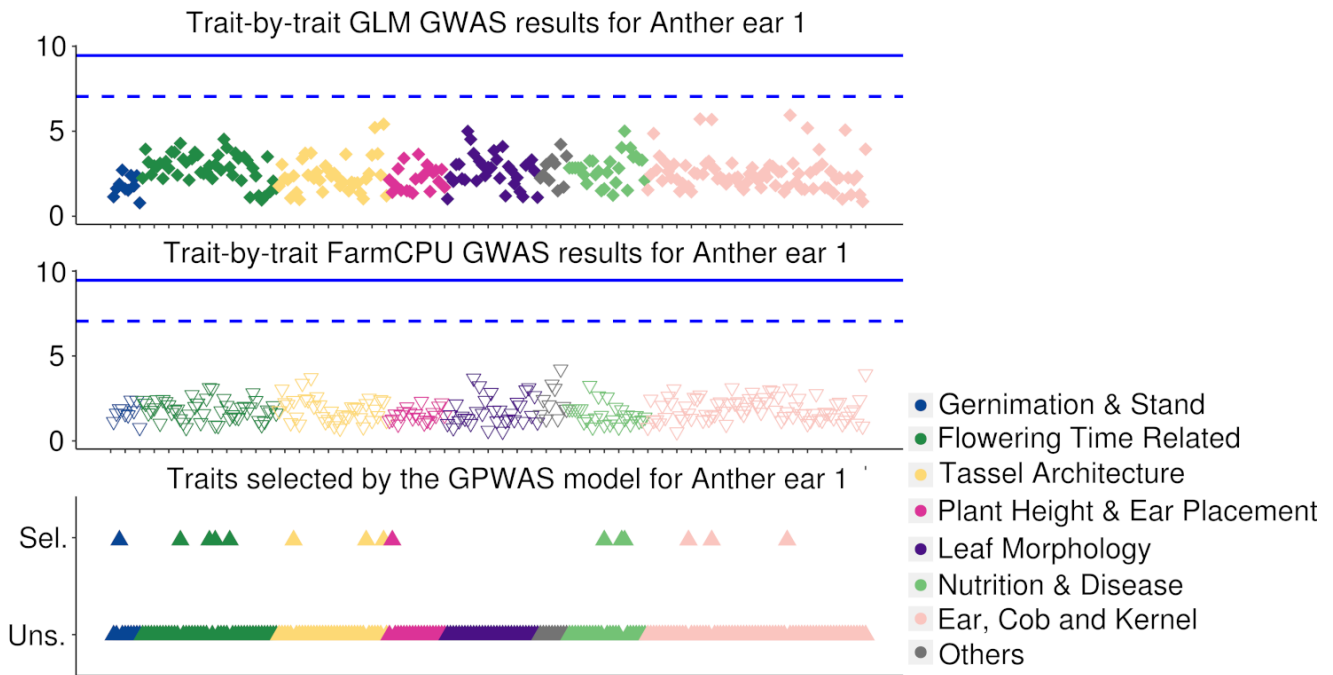 Trait-by-trait GLM GWAS results for Anther ear 1
10
5
0
Trait-by-trait FarmCPU GWAS results for Anther ear 1
10
5
0
Traits selected by the GPWAS model for Anther ear 1 '
Sel.
Uns.
Gernimation & Stand
Flowering Time Related
Tassel Architecture
Plant Height & Ear Placement
Leaf Morphology
Nutrition & Disease
Ear, Cob and Kernel
Others